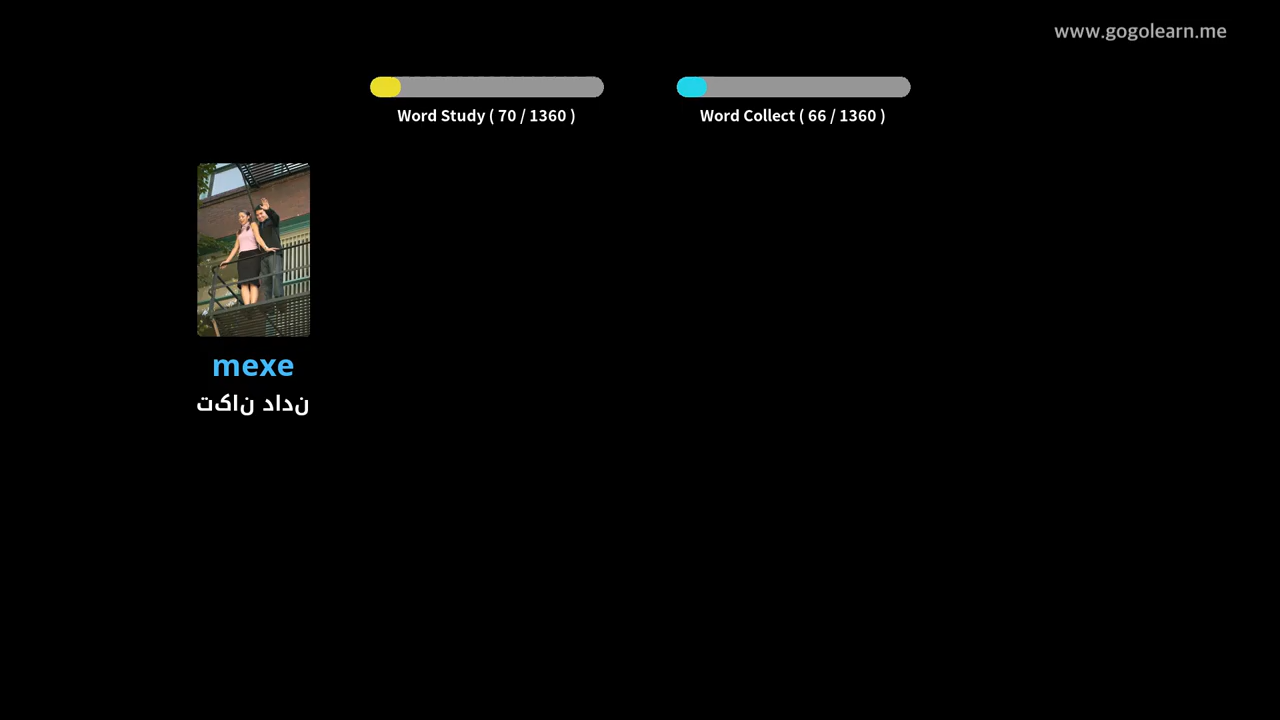 www.gogolearn.me
Word Study ( 70 / 1360 )
Word Collect ( 66 / 1360 )
mexe
نداد ناکت